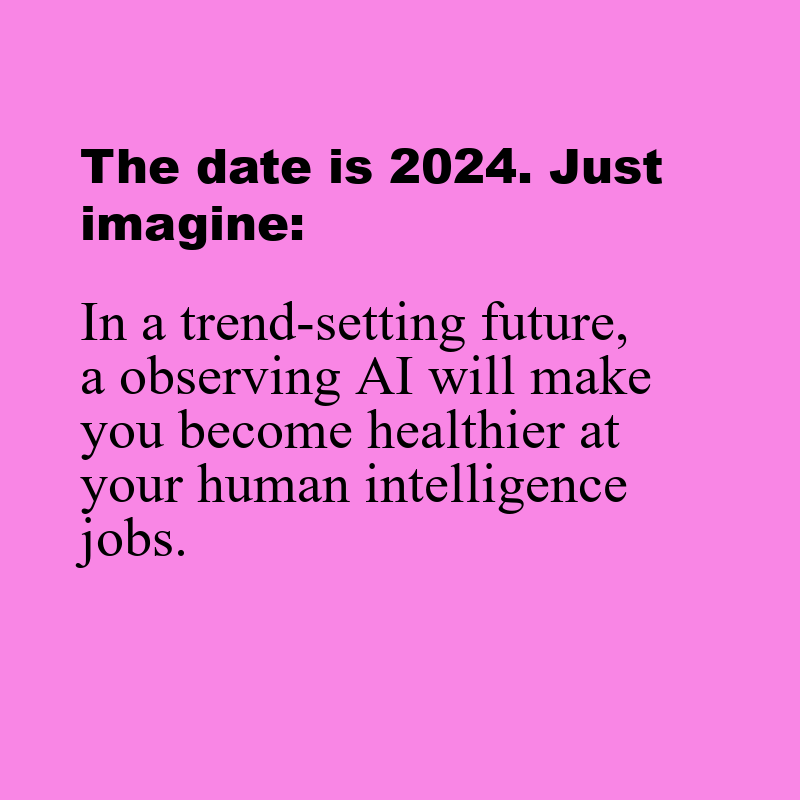 The date is 2024. Just
imagine:
In a trend-setting future,
a observing AI will make
you become healthier at
your human intelligence
jobs.